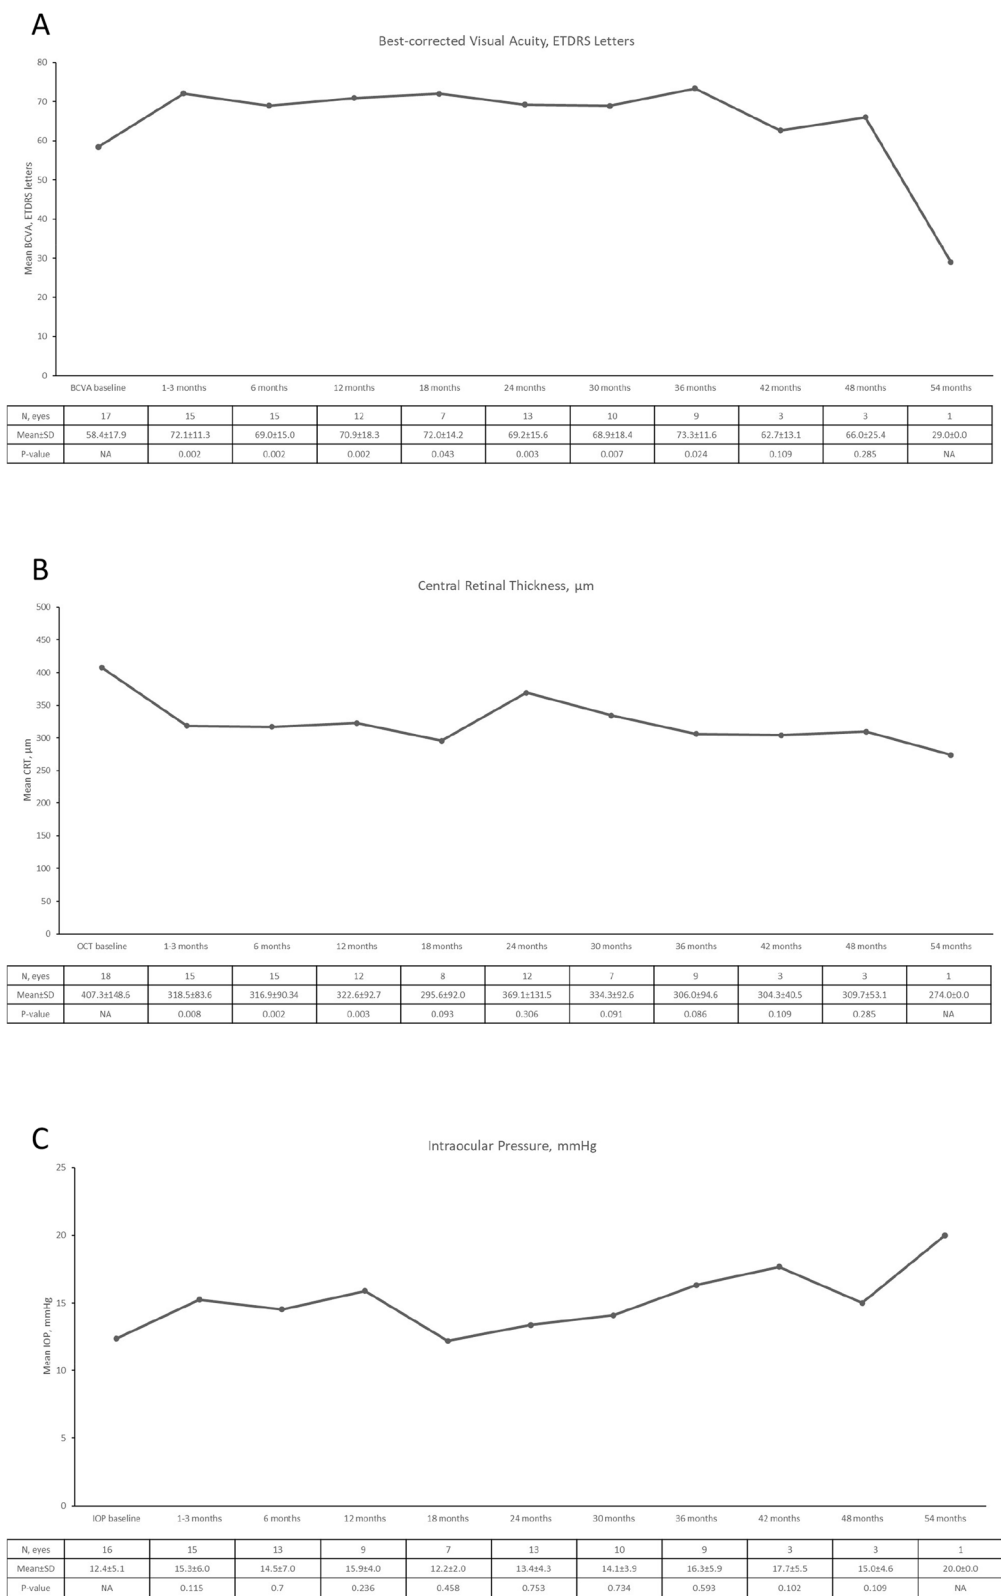 A
Best-corrected Visual Acuity, ETDRS Letters
80
70
60
50
40
30
20
10
0
Mean BCVA, ETDRS letters
BCVA baseline 1-3 months 6 months 12 months 18 months 24 months 30 months 36 months 42 months 48 months 54 months
N, eyes 17 15 15 12 7 13 10 9 3 3 1
Mean±SD 58.4±17.9 72.1±11.3 69.0±15.0 70.9±18.3 72.0±14.2 69.2±15.6 68.9±18.4 73.3±11.6 62.7±13.1 66.0±25.4 29.0±0.0
P-value NA 0.002 0.002 0.002 0.043 0.003 0.007 0.024 0.109 0.285 NA
B
Central Retinal Thickness, µm
500
450
400
350
300
250
200
150
100
50
0
Mean CRT, µm
OCT baseline 1-3 months 6 months 12 months 18 months 24 months 30 months 36 months 42 months 48 months 54 months
N, eyes 18 15 15 12 8 12 7 9 3 3 1
Mean±SD 407.3±148.6 318.5±83.6 316.9±90.34 322.6±92.7 295.6±92.0 369.1±131.5 334.3±92.6 306.0±94.6 304.3±40.5 309.7±53.1 274.0±0.0
P-value NA 0.008 0.002 0.003 0.093 0.306 0.091 0.086 0.109 0.285 NA
C
Intraocular Pressure, mmHg
25
20
15
10
5
0
Mean IOP, mmHg
IOP baseline 1-3 months 6 months 12 months 18 months 24 months 30 months 36 months 42 months 48 months 54 months
N, eyes 16 15 13 9 7 13 10 9 3 3 1
Mean±SD 12.4±5.1 15.3±6.0 14.5±7.0 15.9±4.0 12.2±2.0 13.4±4.3 14.1±3.9 16.3±5.9 17.7±5.5 15.0±4.6 20.0±0.0
P-value NA 0.115 0.7 0.236 0.458 0.753 0.734 0.593 0.102 0.109 NA